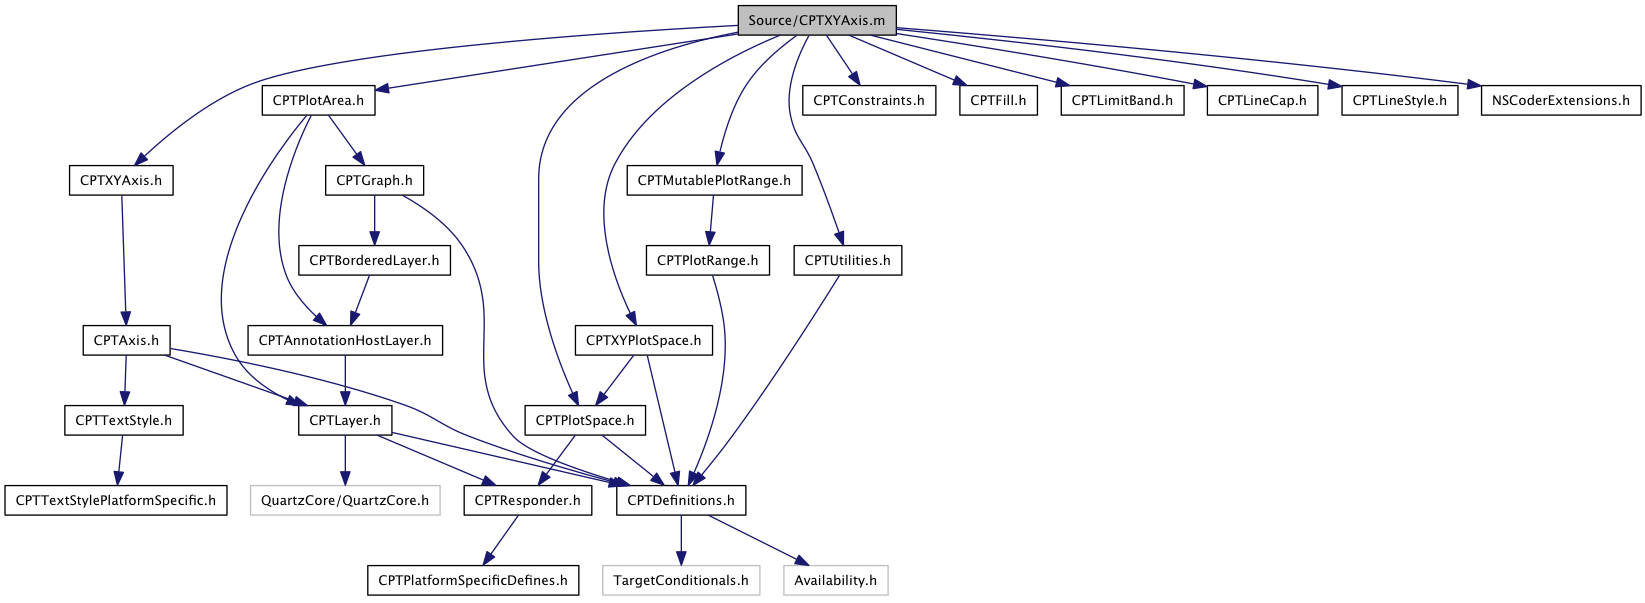 Source/CPTXYAxis.m
CPTPlotArea.h
CPTConstraints.h
CPTFill.h
CPTLimitBand.h
CPTLineCap.h
CPTLineStyle.h
NSCoderExtensions.h
CPTXYAxis.h
CPTGraph.h
CPTMutablePlotRange.h
CPTBorderedLayer.h
CPTPlotRange.h
CPTUtilities.h
CPTAxis.h
CPTAnnotationHostLayer.h
CPTXYPlotSpace.h
CPTTextStyle.h
CPTLayer.h
CPTPlotSpace.h
CPTTextStylePlatformSpecific.h
QuartzCore/QuartzCore.h
CPTResponder.h
CPTDefinitions.h
CPTPlatformSpecificDefines.h
TargetConditionals.h
Availability.h